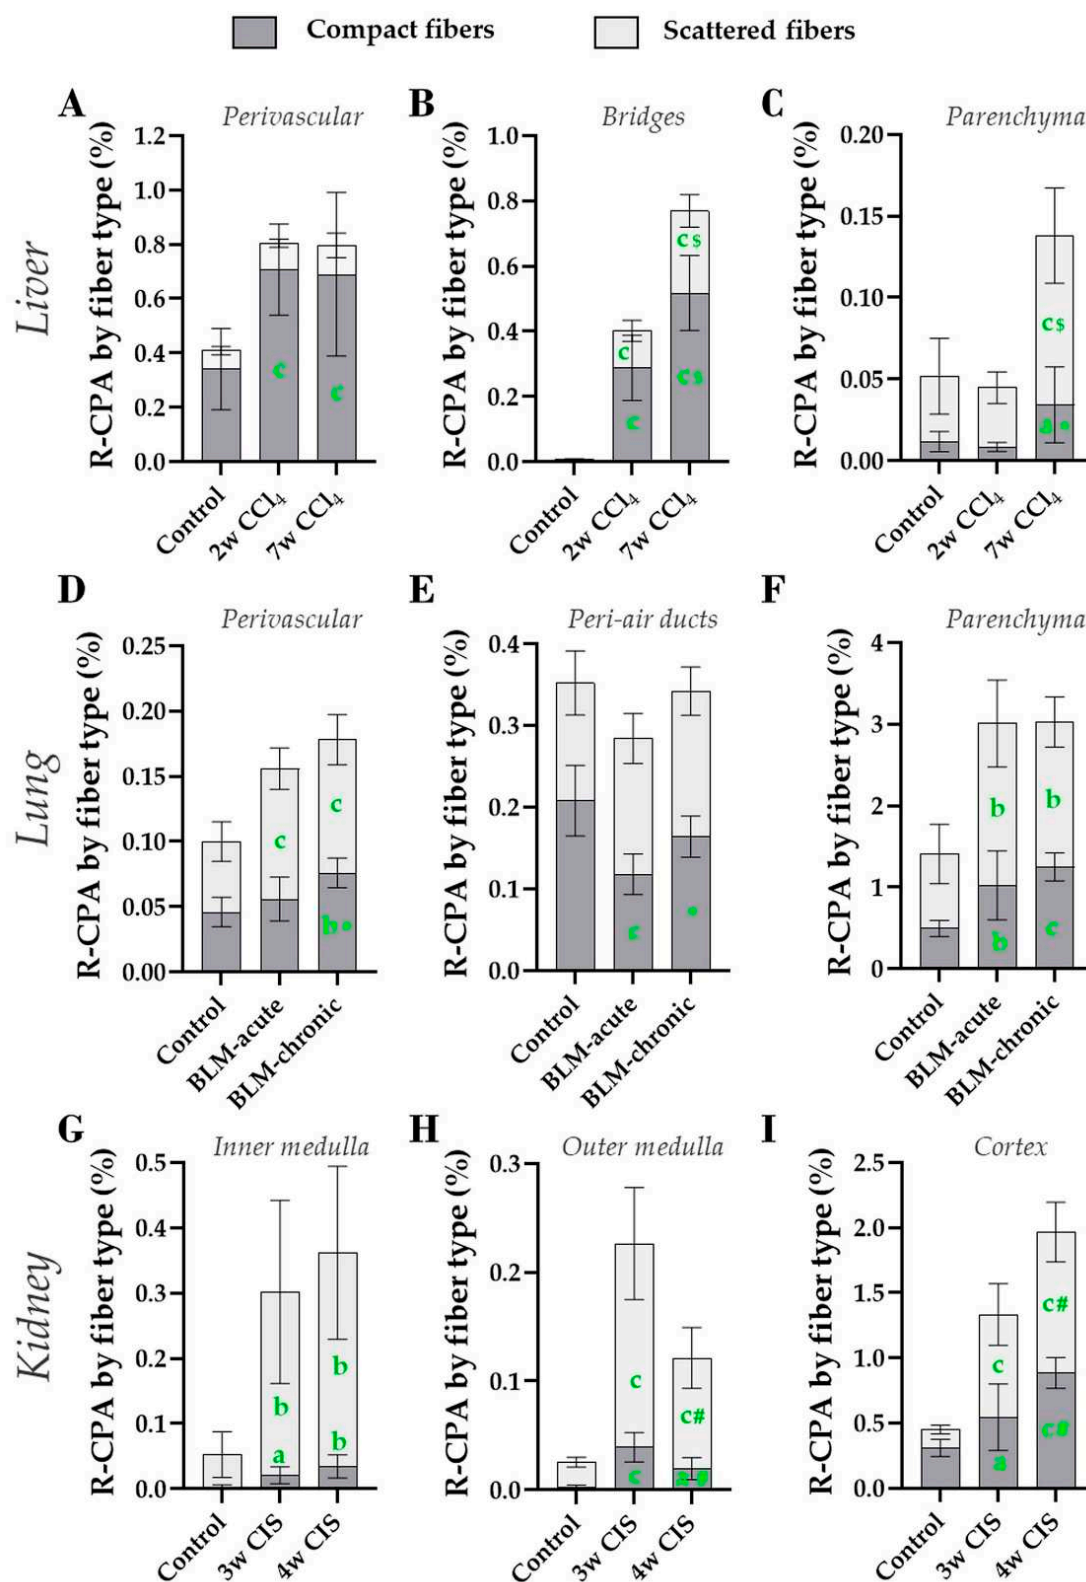 Compact fibers
Scattered fibers
Liver
A
Perivascular
R-CPA by fiber type (%)
1.2
1.0
0.8
0.6
0.4
0.2
0.0
c
c
Control
2w CCl₄
7w CCl₄
B
Bridges
R-CPA by fiber type (%)
1.0
0.8
0.6
0.4
0.2
0.0
c
c
c$
c$
Control
2w CCl₄
7w CCl₄
C
Parenchyma
R-CPA by fiber type (%)
0.20
0.15
0.10
0.05
0.00
c$
Control
2w CCl₄
7w CCl₄
Lung
D
Perivascular
R-CPA by fiber type (%)
0.25
0.20
0.15
0.10
0.05
0.00
c
c
b
Control
BLM-acute
BLM-chronic
E
Peri-air ducts
R-CPA by fiber type (%)
0.4
0.3
0.2
0.1
0.0
c
Control
BLM-acute
BLM-chronic
F
Parenchyma
R-CPA by fiber type (%)
4
3
2
1
0
b
b
b
c
Control
BLM-acute
BLM-chronic
Kidney
G
Inner medulla
R-CPA by fiber type (%)
0.5
0.4
0.3
0.2
0.1
0.0
b
a
b
b
Control
3w CIS
4w CIS
H
Outer medulla
R-CPA by fiber type (%)
0.3
0.2
0.1
0.0
c
c
c#
Control
3w CIS
4w CIS
I
Cortex
R-CPA by fiber type (%)
2.5
2.0
1.5
1.0
0.5
0.0
c
a
c#
c#
Control
3w CIS
4w CIS